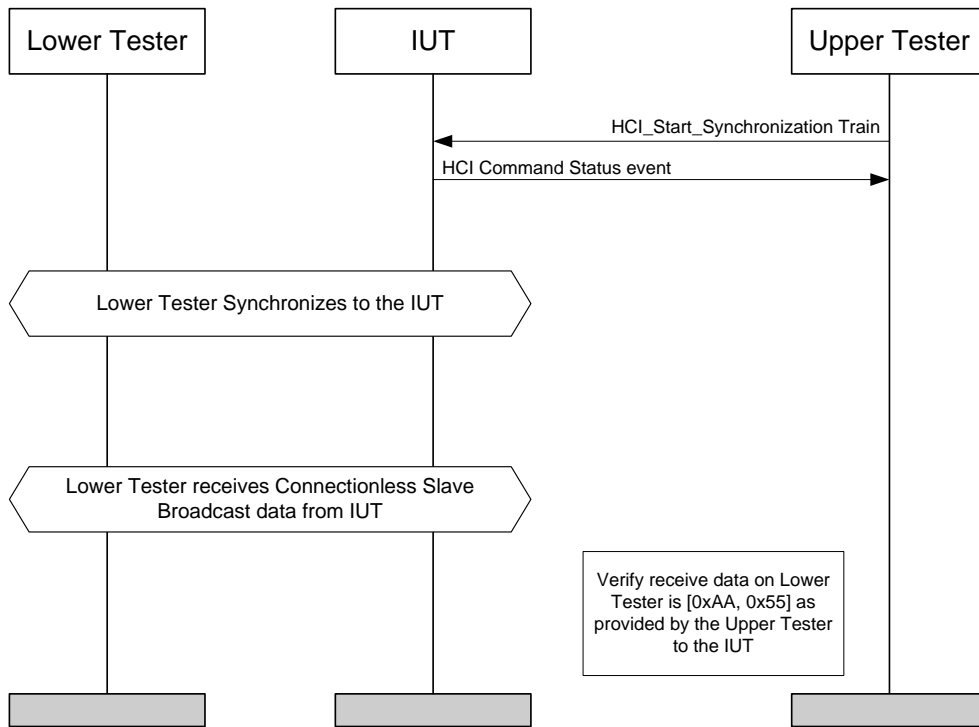 Lower Tester
IUT
Upper Tester
HCI_Start_Synchronization Train
HCI Command Status event
Lower Tester Synchronizes to the IUT
Lower Tester receives Connectionless Slave
Broadcast data from IUT
Verify receive data on Lower
Tester is [0xAA, 0x55] as
provided by the Upper Tester
to the IUT